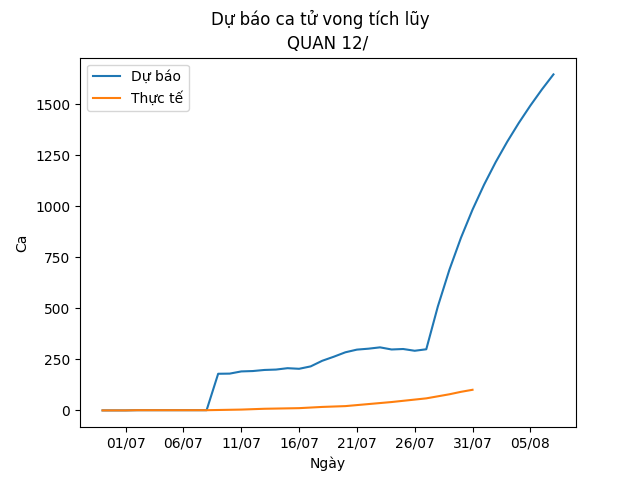 Dự báo ca tử vong tích lũy
QUAN 12/
Dự báo
Thực tế
Ca
1500
1250
1000
750
500
250
0
01/07 06/07 11/07 16/07 21/07 26/07 31/07 05/08
Ngày